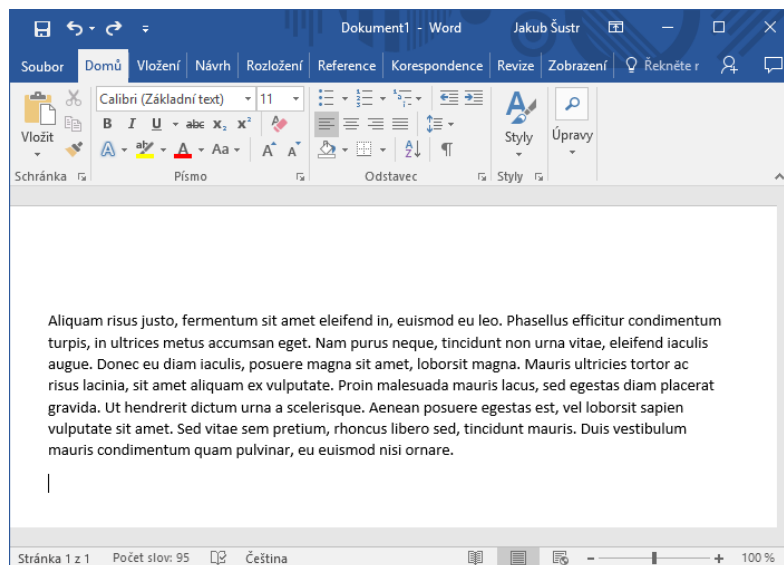 Dokument1 - Word Jakub Šustr
Soubor Domů Vložení Návrh Rozložení Reference Korespondence Revize Zobrazení Řekněte r
Calibri (Základní text) 11
B I U abc X₂ X²
Vložit Styly Úpravy
A aby A Aa A A
Schránka Písmo Odstavec Styly
Aliquam risus justo, fermentum sit amet eleifend in, euismod eu leo. Phasellus efficitur condimentum
turpis, in ultrices metus accumsan eget. Nam purus neque, tincidunt non urna vitae, eleifend iaculis
augue. Donec eu diam iaculis, posuere magna sit amet, loborsit magna. Mauris ultricies tortor ac
risus lacinia, sit amet aliquam ex vulputate. Proin malesuada mauris lacus, sed egestas diam placerat
gravida. Ut hendrerit dictum urna a scelerisque. Aenean posuere egestas est, vel loborsit sapien
vulputate sit amet. Sed vitae sem pretium, rhoncus libero sed, tincidunt mauris. Duis vestibulum
mauris condimentum quam pulvinar, eu euismod nisi ornare.
Stránka 1 z 1 Počet slov: 95 Čeština 100 %